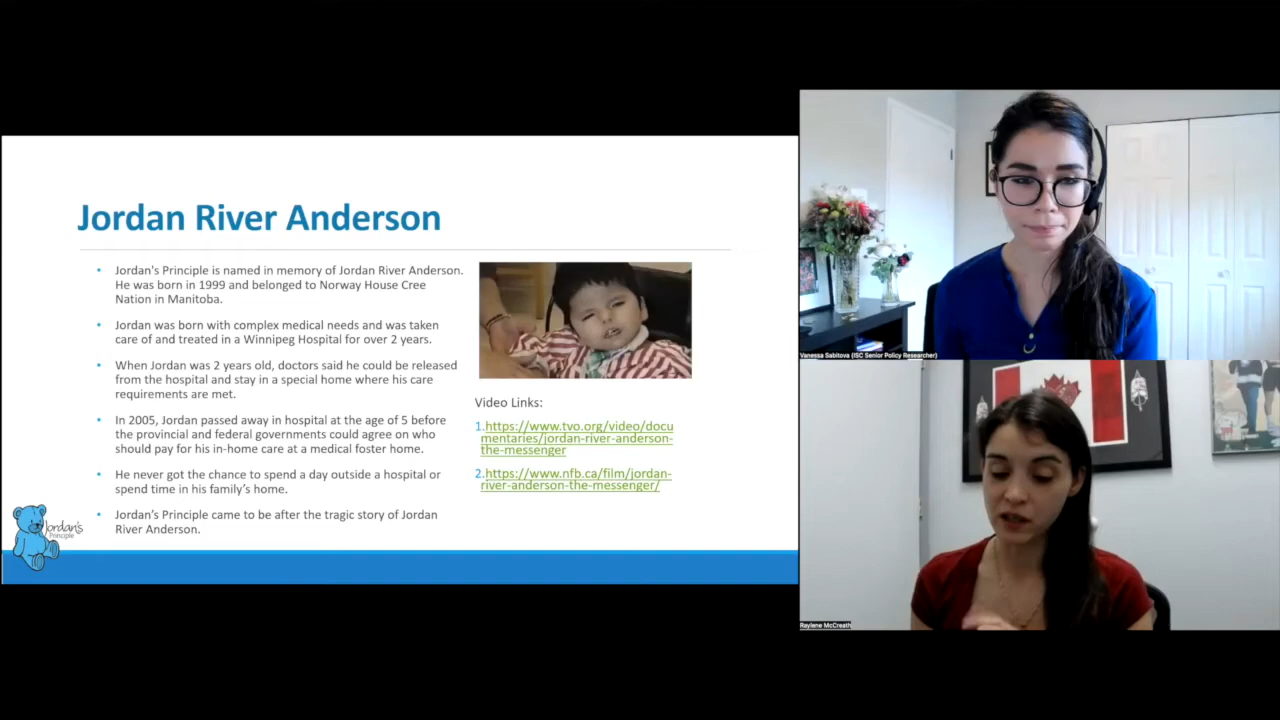 Jordan River Anderson
• Jordan's Principle is named in memory of Jordan River Anderson.
He was born in 1999 and belonged to Norway House Cree
Nation in Manitoba.
• Jordan was born with complex medical needs and was taken
care of and treated in a Winnipeg Hospital for over 2 years.
• When Jordan was 2 years old, doctors said he could be released
from the hospital and stay in a special home where his care
requirements are met.
• In 2005, Jordan passed away in hospital at the age of 5 before
the provincial and federal governments could agree on who
should pay for his in-home care at a medical foster home.
• He never got the chance to spend a day outside a hospital or
spend time in his family's home.
• Jordan's Principle came to be after the tragic story of Jordan
River Anderson.
Video Links:
1.https://www.tvo.org/video/docu
mentaries/jordan-river-anderson-
the-messenger
2.https://www.nfb.ca/film/jordan-
river-anderson-the-messenger/
Jordan's
Principle
Vanessa Sabitova (ISC Senior Policy Researcher)
Raylene McCreath